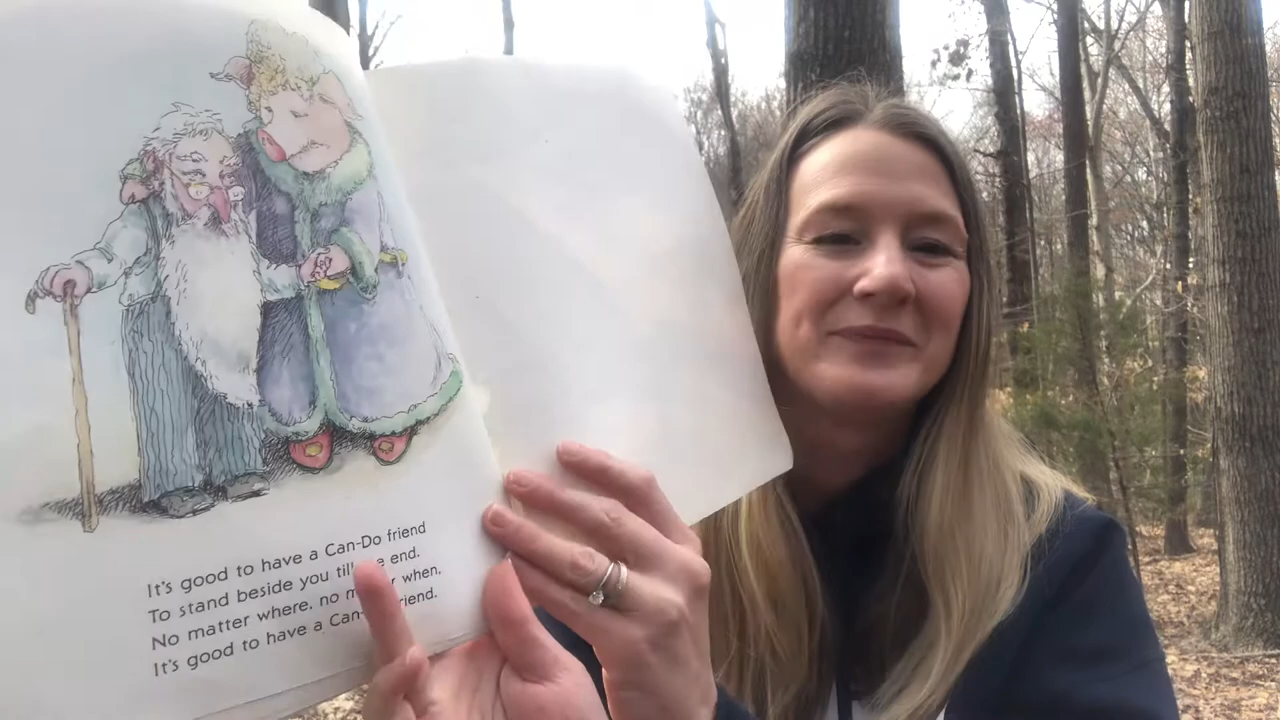 It's good to have a Can-Do friend
To stand beside you till end.
No matter where, no when.
It's good to have a Can-